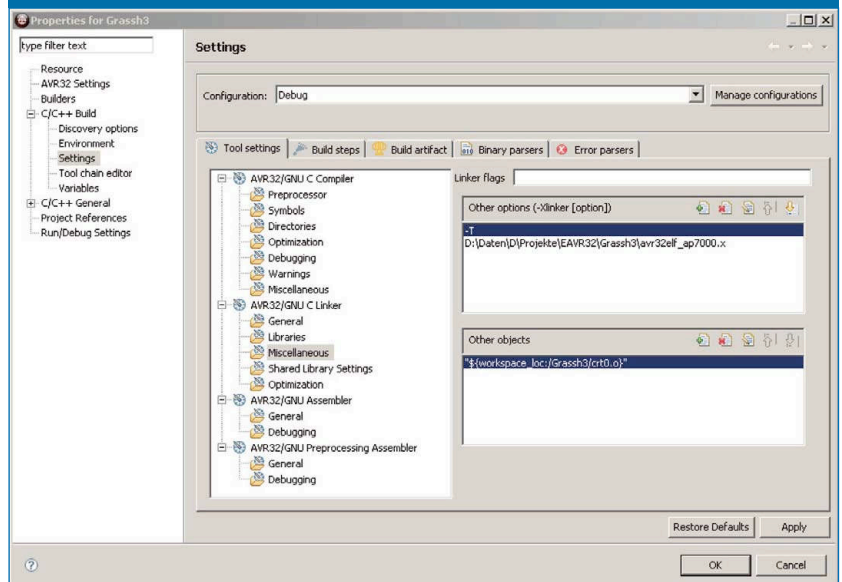 Properties for Grassh3
type filter text
Resource
AVR32 Settings
Builders
C/C++ Build
Discovery options
Environment
Settings
Tool chain editor
Variables
C/C++ General
Project References
Run/Debug Settings
Settings
Configuration: Debug
Manage configurations
Tool settings
Build steps
Build artifact
Binary parsers
Error parsers
AVR32/GNU C Compiler
Preprocessor
Symbols
Directories
Optimization
Debugging
Warnings
Miscellaneous
AVR32/GNU C Linker
General
Libraries
Miscellaneous
Shared Library Settings
Optimization
AVR32/GNU Assembler
General
Debugging
AVR32/GNU Preprocessing Assembler
General
Debugging
Linker flags
Other options (-Xlinker [option])
-T
D:\Daten\D\Projekte\EAVR32\Grassh3\avr32elf_ap7000.x
Other objects
"${workspace_loc:/Grassh3/crt0.o}"
Restore Defaults
Apply
OK
Cancel